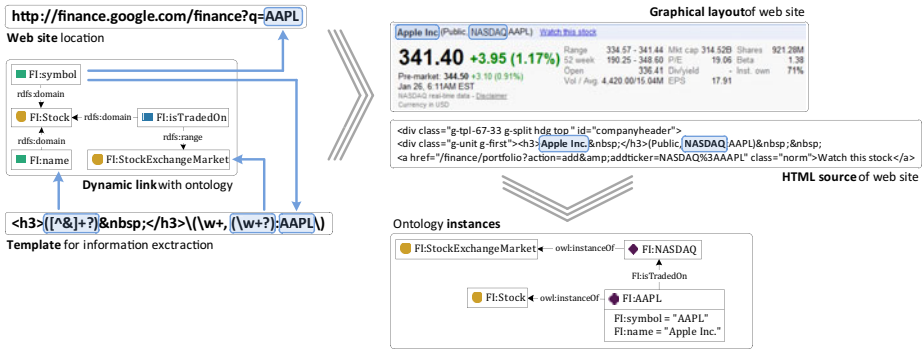 http://finance.google.com/finance?q=AAPL
Web site location
FI:symbol
rdfs:domain
FI:Stock
rdfs:domain
FI:isTradedOn
rdfs:domain
rdfs:range
FI:name
FI:StockExchangeMarket
Dynamic link with ontology
<h3>([^&]+?)&nbsp;</h3>\(\w+, (\w+?):AAPL\)
Template for information exctraction
Graphical layout of web site
Apple Inc (Public, NASDAQ AAPL) Watch this stock
341.40 +3.95 (1.17%)
Pre-market: 344.50 +3.10 (0.91%)
Jan 26, 6:11AM EST
NASDAQ real-time data - Disclaimer
Currency in USD
Range 334.57 - 341.44 Mkt cap 314.52B Shares 921.28M
52 week 190.25 - 348.60 P/E 19.06 Beta 1.38
Open 336.41 Div/yield - Inst. own 71%
Vol / Avg. 4,420.00/15.04M EPS 17.91
<div class="g-tpl-67-33 g-split hdg top " id="companyheader">
<div class="g-unit g-first"><h3>Apple Inc.&nbsp;</h3>(Public, NASDAQ:AAPL)&nbsp;&nbsp;
<a href="/finance/portfolio?action=add&amp;addticker=NASDAQ%3AAAPL" class="norm">Watch this stock</a>
HTML source of web site
Ontology instances
FI:StockExchangeMarket
owl:instanceOf
FI:NASDAQ
FI:isTradedOn
FI:Stock
owl:instanceOf
FI:AAPL
FI:symbol = "AAPL"
FI:name = "Apple Inc."